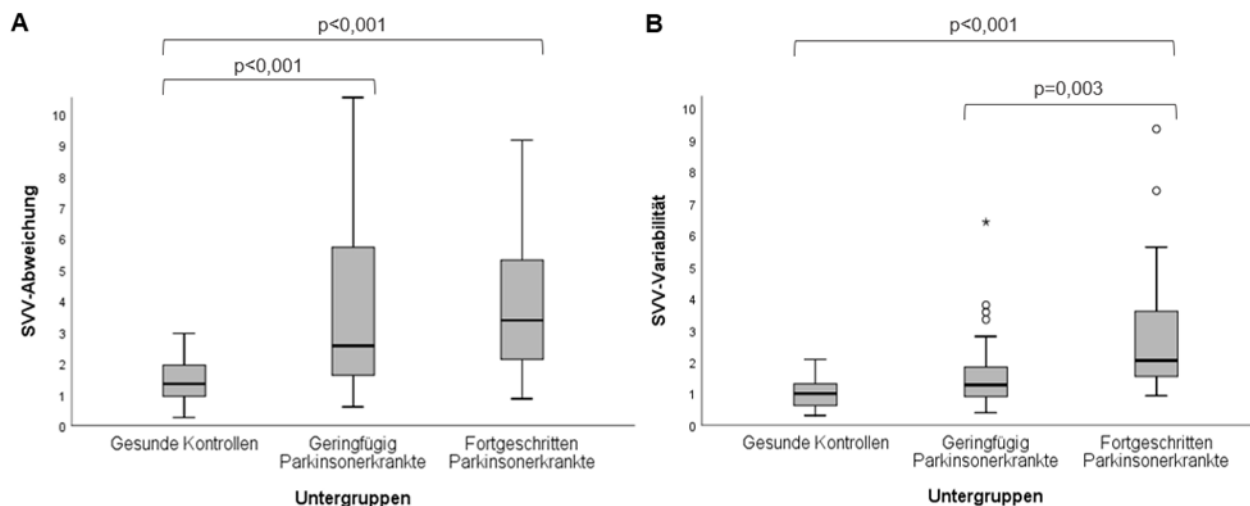 A
p<0,001
p<0,001
SVV-Abweichung
10
9
8
7
6
5
4
3
2
1
0
Gesunde Kontrollen
Geringfügig
Parkinsonerkrankte
Fortgeschritten
Parkinsonerkrankte
Untergruppen
B
p<0,001
p=0,003
SVV-Variabilität
10
9
8
7
6
5
4
3
2
1
0
Gesunde Kontrollen
Geringfügig
Parkinsonerkrankte
Fortgeschritten
Parkinsonerkrankte
Untergruppen